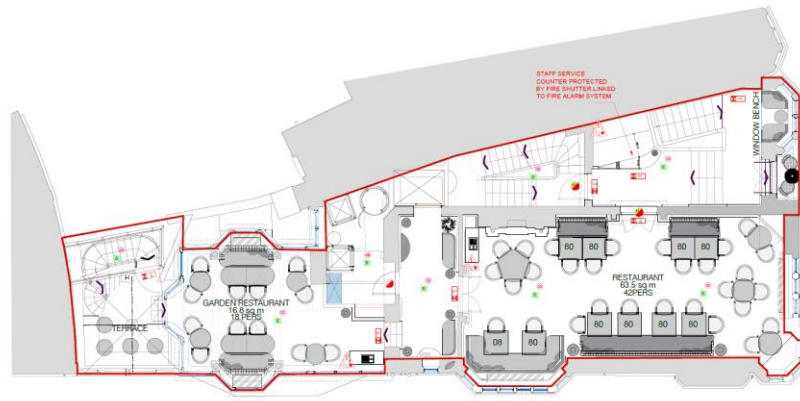 STAFF SERVICE
COUNTER PROTECTED
BY FIRE SHUTTER LINKED
TO FIRE ALARM SYSTEM
WINDOW BENCH
80 80
80 80
RESTAURANT
63.5 sq m
42PERS
GARDEN RESTAURANT
16.8 sq m
18 PERS
TERRACE
80 80 80 80
80 80